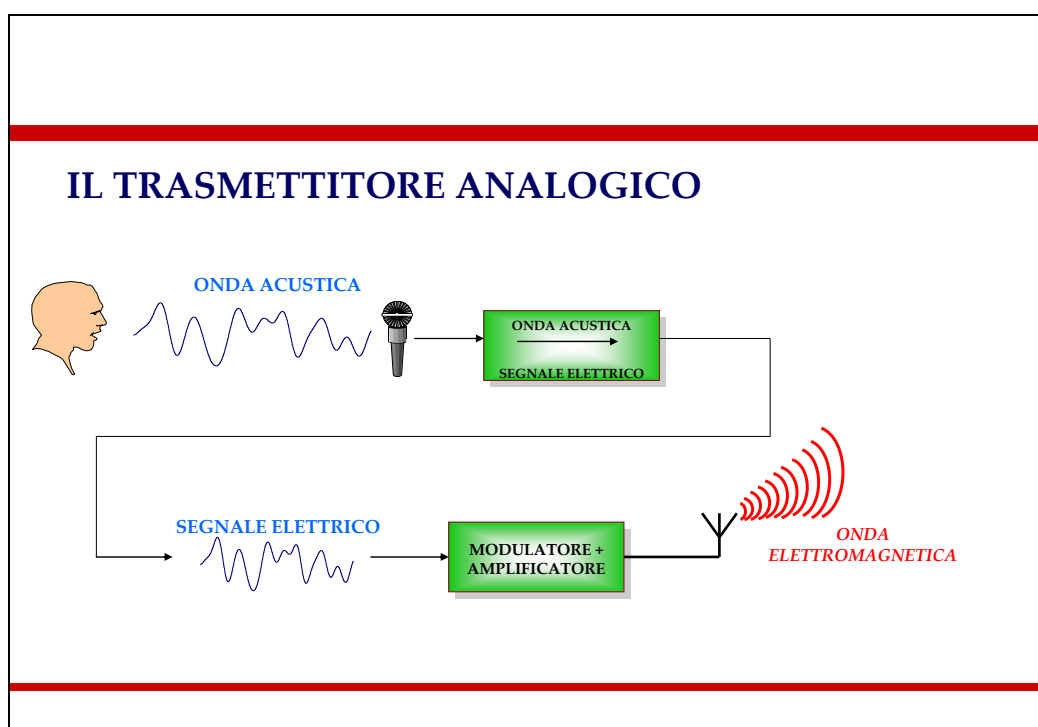 IL TRASMETTITORE ANALOGICO
ONDA ACUSTICA
ONDA ACUSTICA
SEGNALE ELETTRICO
SEGNALE ELETTRICO
MODULATORE +
AMPLIFICATORE
ONDA
ELETTROMAGNETICA